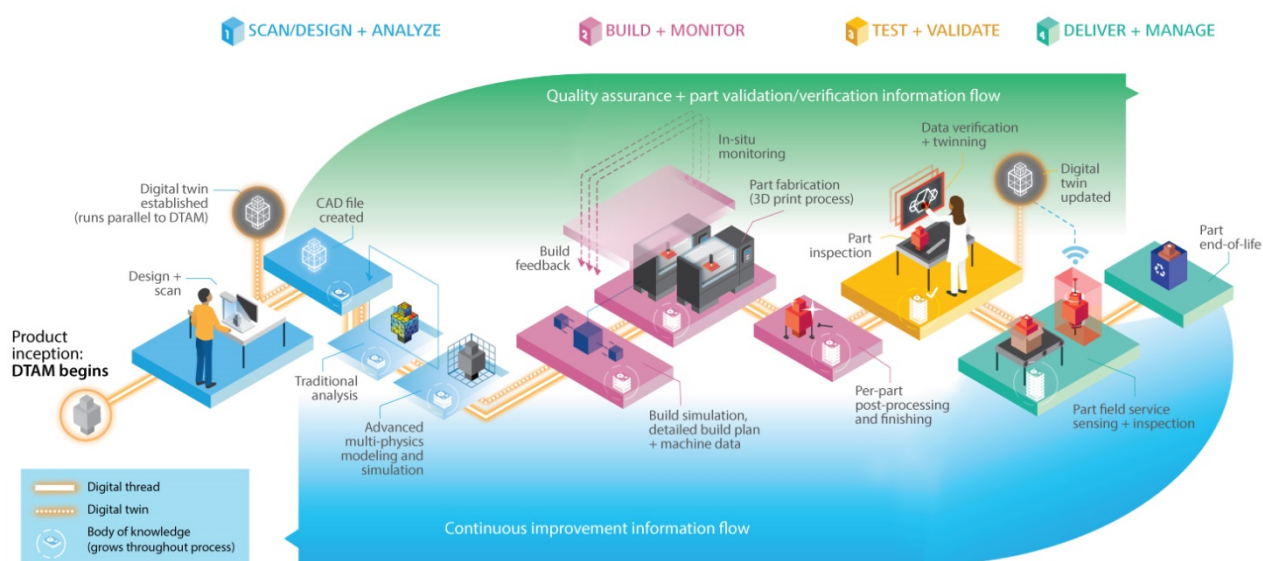 1 SCAN/DESIGN + ANALYZE
2 BUILD + MONITOR
3 TEST + VALIDATE
4 DELIVER + MANAGE
Quality assurance + part validation/verification information flow
Digital twin
established
(runs parallel to DTAM)
CAD file
created
Design +
scan
Product
inception:
DTAM begins
Traditional
analysis
Advanced
multi-physics
modeling and
simulation
In-situ
monitoring
Build
feedback
Part fabrication
(3D print process)
Build simulation,
detailed build plan
+ machine data
Per-part
post-processing
and finishing
Data verification
+ twinning
Part
inspection
Digital
twin
updated
Part field service
sensing + inspection
Part
end-of-life
Digital thread
Digital twin
Body of knowledge
(grows throughout process)
Continuous improvement information flow